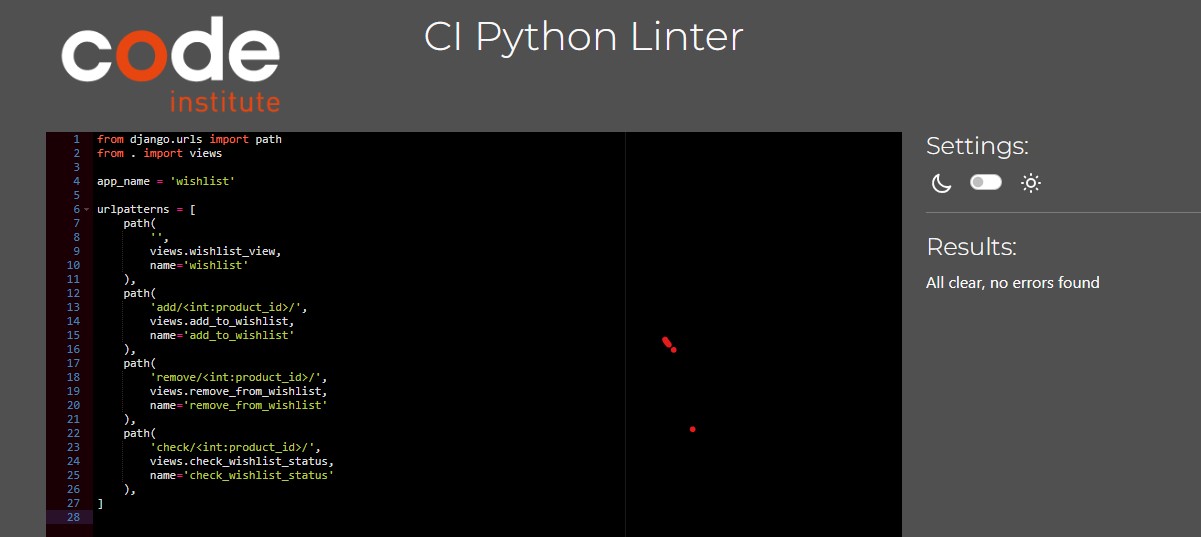 code
institute
CI Python Linter
1 from django.urls import path
2 from . import views
3
4 app_name = 'wishlist'
5
6 urlpatterns = [
7     path(
8         '',
9         views.wishlist_view,
10         name='wishlist'
11     ),
12     path(
13         'add/<int:product_id>/',
14         views.add_to_wishlist,
15         name='add_to_wishlist'
16     ),
17     path(
18         'remove/<int:product_id>/',
19         views.remove_from_wishlist,
20         name='remove_from_wishlist'
21     ),
22     path(
23         'check/<int:product_id>/',
24         views.check_wishlist_status,
25         name='check_wishlist_status'
26     ),
27 ]
28
Settings:
Results:
All clear, no errors found